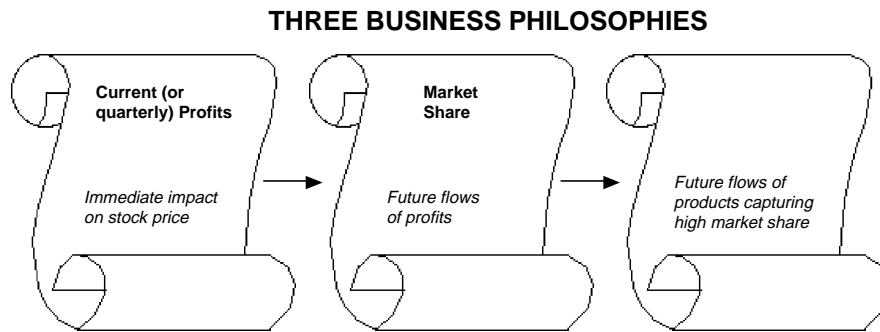 THREE BUSINESS PHILOSOPHIES
Current (or
quarterly) Profits
Immediate impact
on stock price
Market
Share
Future flows
of profits
Future flows of
products capturing
high market share